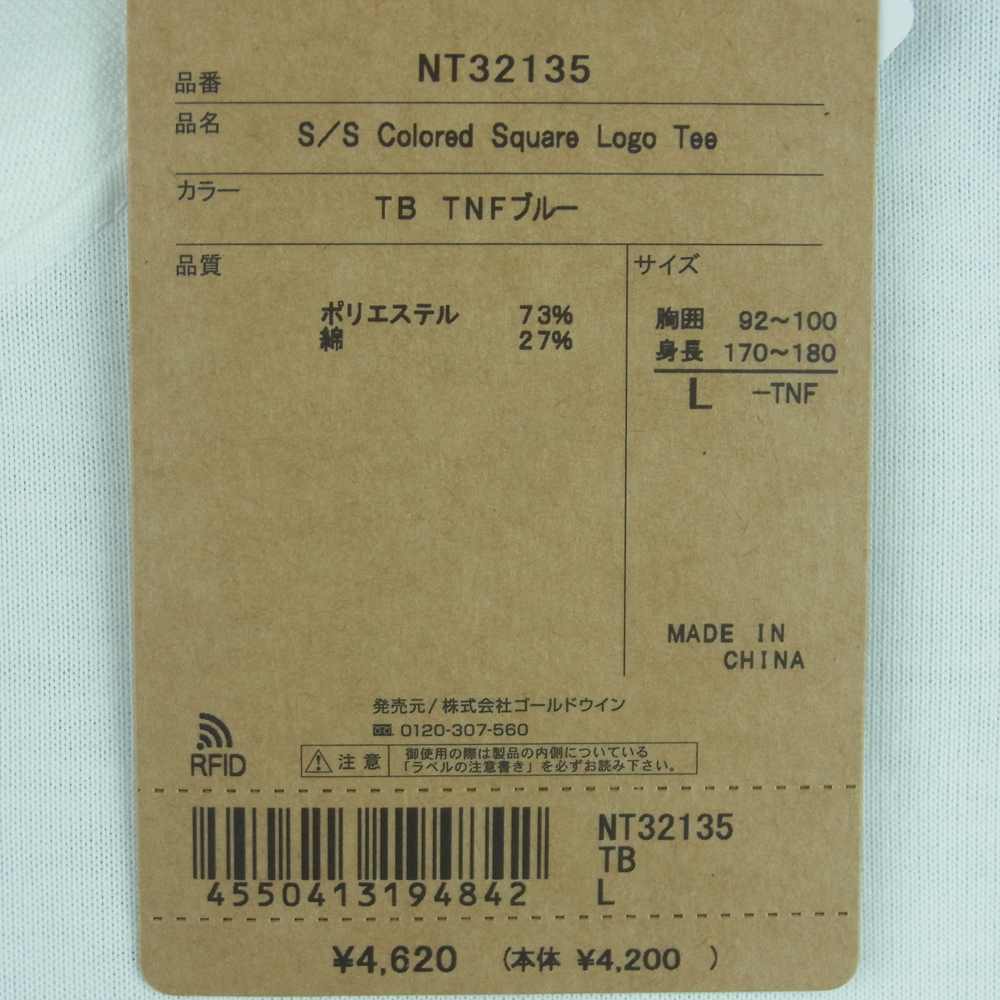 品番 NT32135
品名 S/S Colored Square Logo Tee
カラー TB TNFブルー
品質
ポリエステル 73%
綿 27%
サイズ
胸囲 92～100
身長 170～180
L -TNF
MADE IN
CHINA
発売元/株式会社ゴールドウイン
0120-307-560
RFID
注意
御使用の際は製品の内側についている
「ラベルの注意書き」を必ずお読み下さい。
4550413194842
NT32135
TB
L
¥4,620 (本体 ¥4,200 )